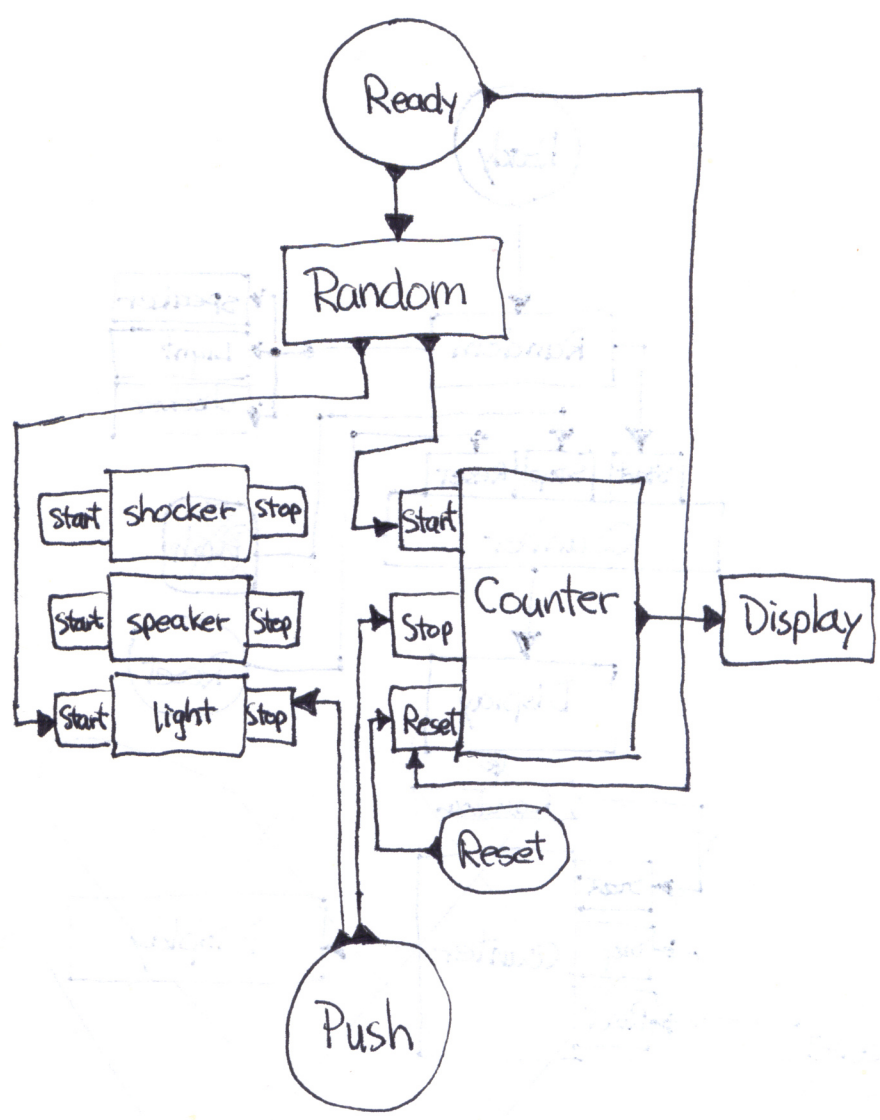 Ready
Random
Start shocker Stop
Start speaker Stop
Start light Stop
Start
Stop
Reset
Counter
Display
Reset
Push